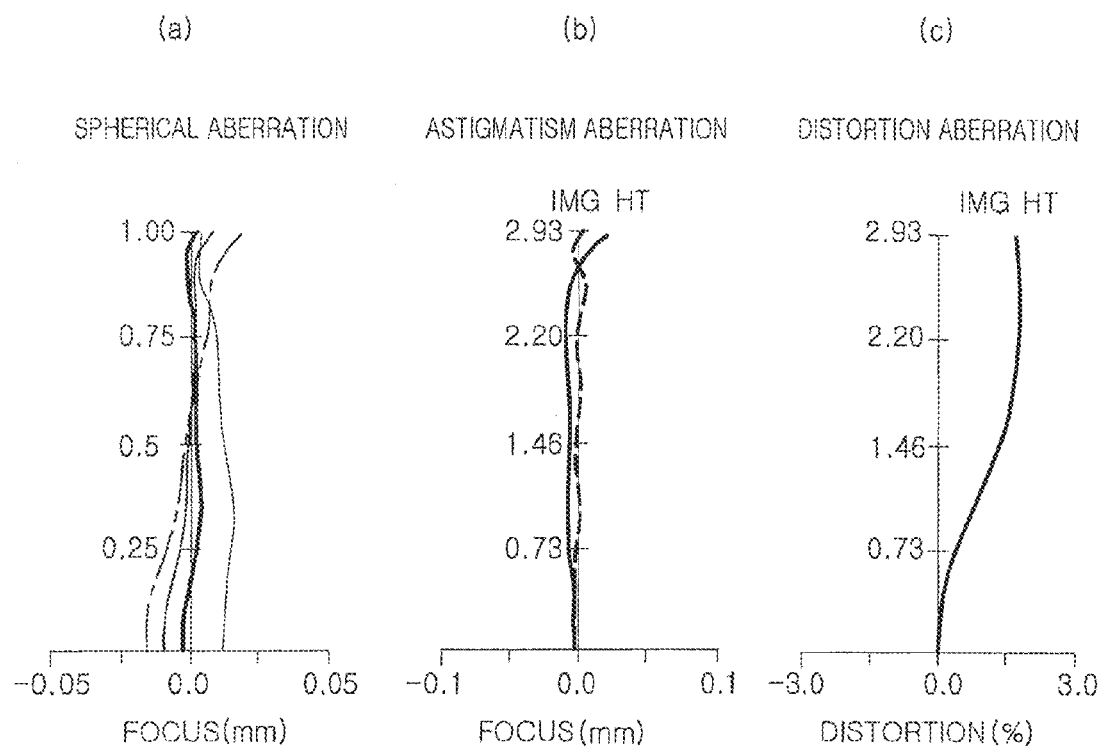 (a)
SPHERICAL ABERRATION
1.00
0.75
0.5
0.25
-0.05 0.0 0.05
FOCUS(mm)
(b)
ASTIGMATISM ABERRATION
IMG HT
2.93
2.20
1.46
0.73
-0.1 0.0 0.1
FOCUS(mm)
(c)
DISTORTION ABERRATION
IMG HT
2.93
2.20
1.46
0.73
-3.0 0.0 3.0
DISTORTION(%)